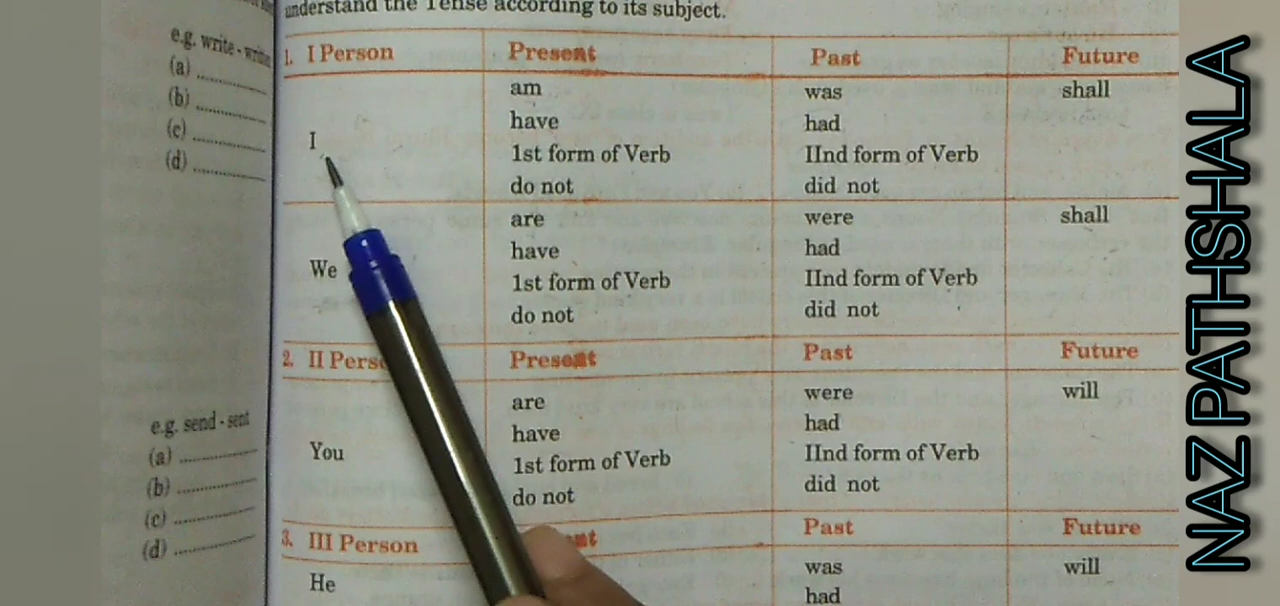 understand the Tense according to its subject.
e.g. write - write
(a) ....................
(b) ....................
(c) ....................
(d) ....................
e.g. send - sent
(a) ....................
(b) ....................
(c) ....................
(d) ....................
1. I Person Present Past Future
am was shall
have had
I
1st form of Verb IInd form of Verb
do not did not
are were shall
have had
We
1st form of Verb IInd form of Verb
do not did not
2. II Present Past Future
are were will
have had
You
1st form of Verb IInd form of Verb
do not did not
3. III Person Past Future
He was will
had
NAZ PATHSHALA